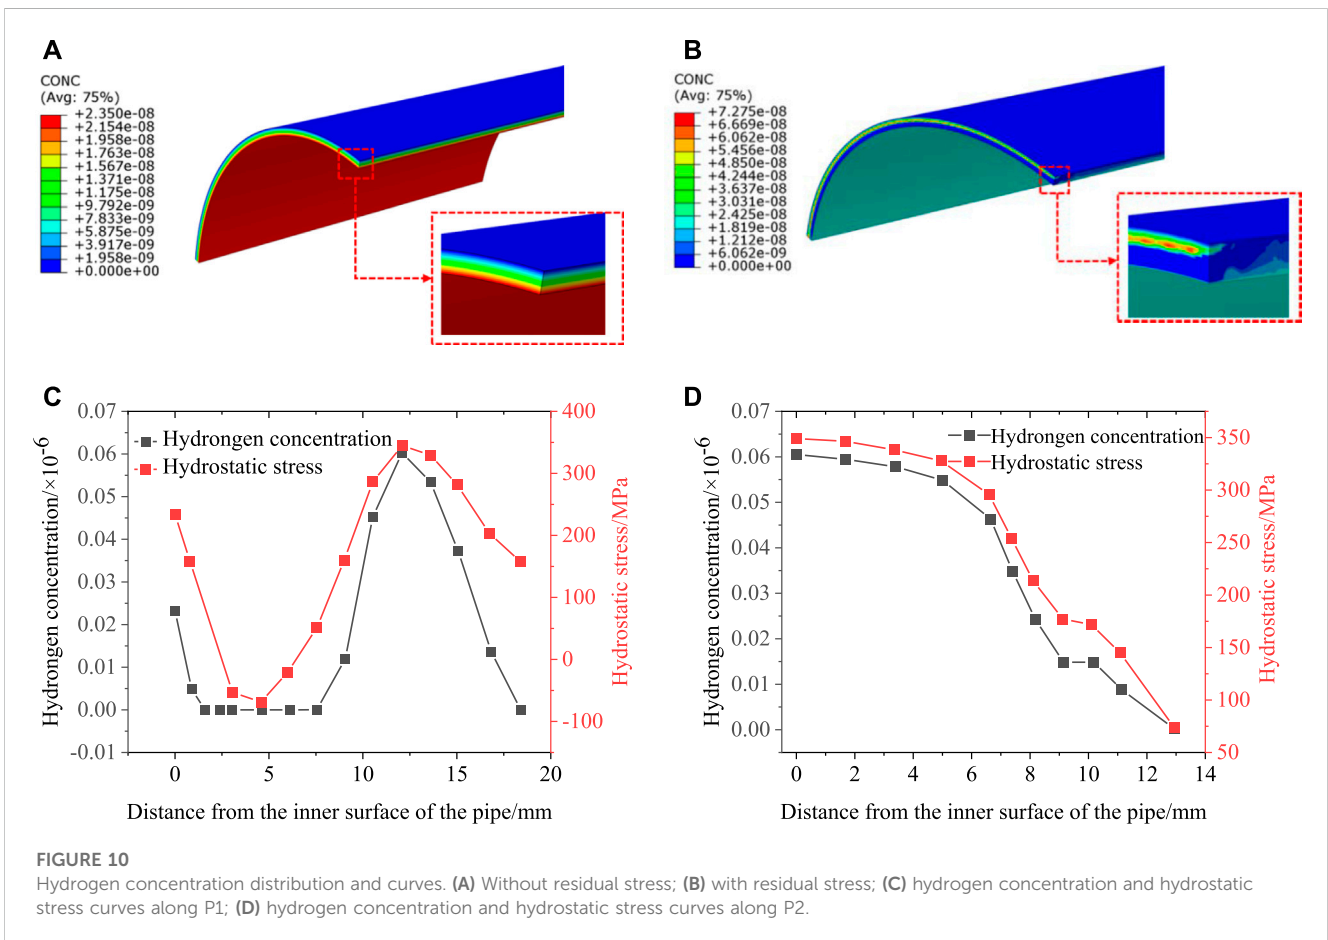 A
CONC
(Avg: 75%)
+2.350e-08
+2.154e-08
+1.958e-08
+1.763e-08
+1.567e-08
+1.371e-08
+1.175e-08
+9.792e-09
+7.833e-09
+5.875e-09
+3.917e-09
+1.958e-09
+0.000e+00
B
CONC
(Avg: 75%)
+7.275e-08
+6.669e-08
+6.062e-08
+5.456e-08
+4.850e-08
+4.244e-08
+3.637e-08
+3.031e-08
+2.425e-08
+1.819e-08
+1.212e-08
+6.062e-09
+0.000e+00
C
Hydrongen concentration
Hydrostatic stress
Hydrongen concentration/×10-6
0.07
0.06
0.05
0.04
0.03
0.02
0.01
0.00
-0.01
400
300
200
100
0
-100
Hydrostatic stress/MPa
0 5 10 15 20
Distance from the inner surface of the pipe/mm
D
Hydrongen concentration
Hydrostatic stress
Hydrongen concentration/×10-6
0.07
0.06
0.05
0.04
0.03
0.02
0.01
0.00
350
300
250
200
150
100
50
Hydrostatic stress/MPa
0 2 4 6 8 10 12 14
Distance from the inner surface of the pipe/mm
FIGURE 10
Hydrogen concentration distribution and curves. (A) Without residual stress; (B) with residual stress; (C) hydrogen concentration and hydrostatic
stress curves along P1; (D) hydrogen concentration and hydrostatic stress curves along P2.